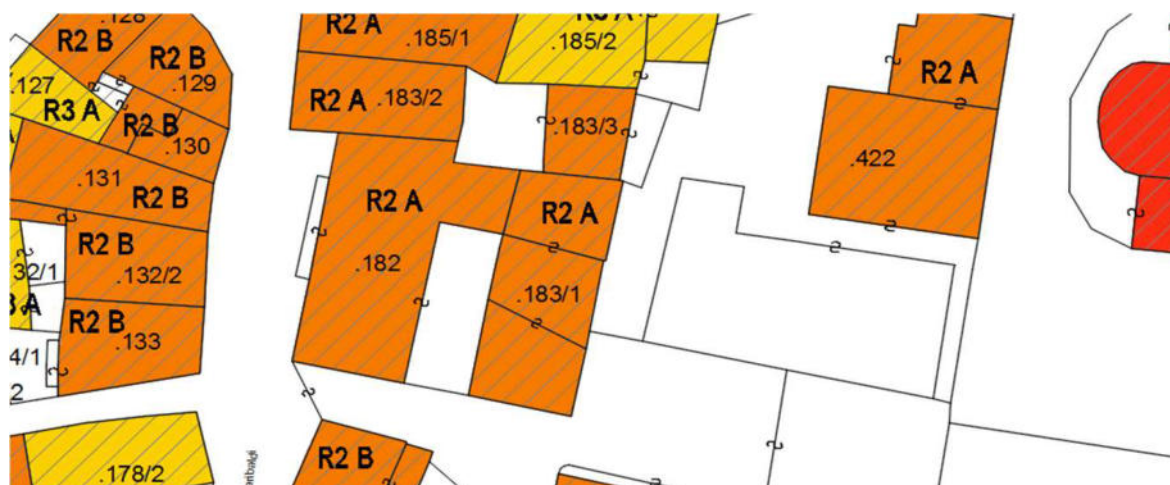 .128
R2 B
R2 B
.129
.127
R3 A
R2 B
.130
.131
R2 B
R2 B
32/1
.132/2
R2 B
.133
4/1
2
.178/2
R2 A
.185/1
R3 A
.185/2
R2 A
.183/2
.183/3
R2 A
R2 A
.182
.183/1
R2 B
R2 A
.422